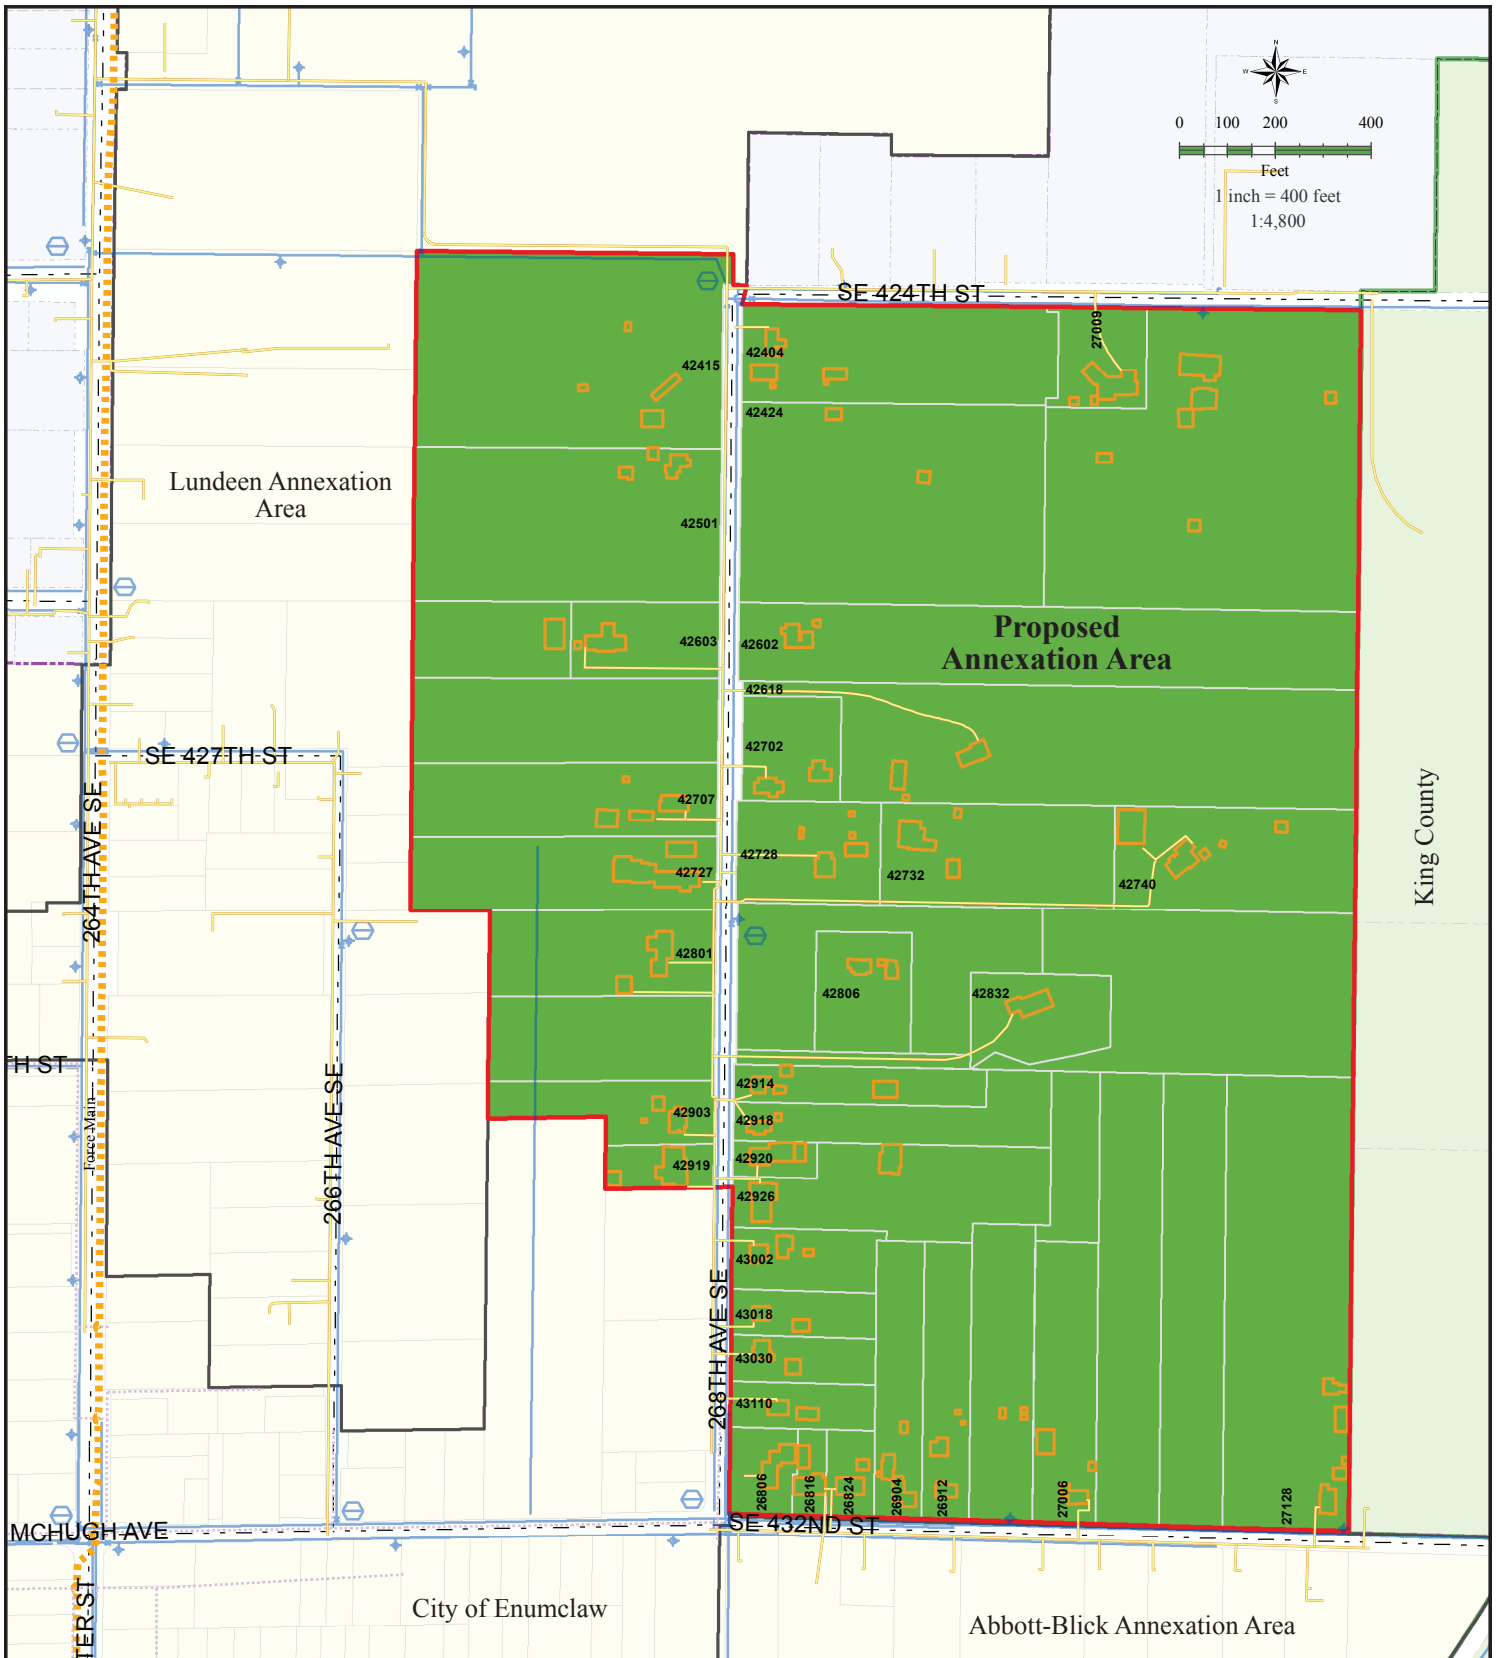 N
W E
S
0 100 200 400
Feet
1 inch = 400 feet
1:4,800
SE 424TH ST
27009
42404
42415
42424
Lundeen Annexation
Area
42501
Proposed
Annexation Area
42603
42602
42618
42702
SE 427TH ST
42707
264TH AVE SE
King County
42728
42727
42732
42740
42801
42806
42832
TH ST
42914
42903
42918
Force Main
42920
42919
266TH AVE SE
42926
43002
43018
268TH AVE SE
43030
43110
26806
26816
26824
26904
26912
27006
27128
MCHUGH AVE
SE 432ND ST
TER ST
City of Enumclaw
Abbott-Blick Annexation Area